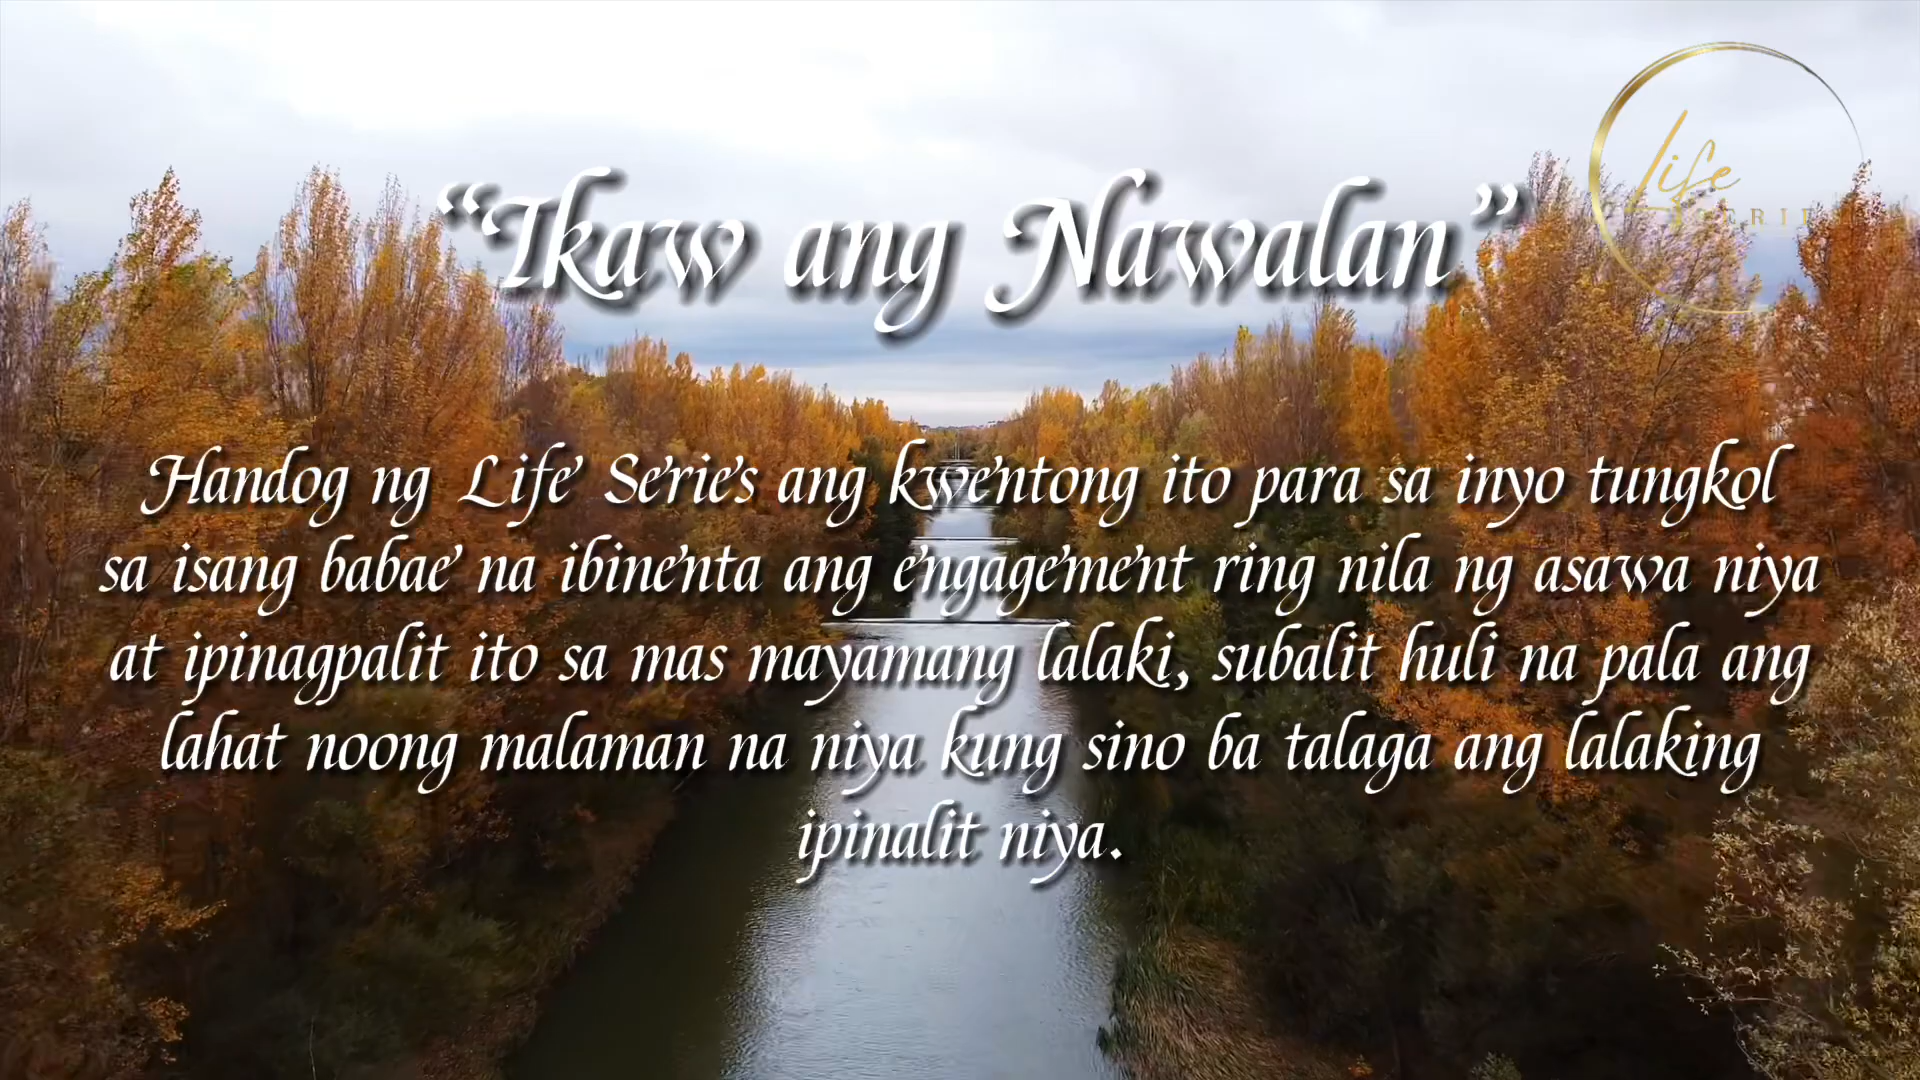 “Ikaw ang Nawalan”
Life
SERIE
Handog ng Life Series ang kwentong ito para sa inyo tungkol
sa isang babae na ibinenta ang engagement ring nila ng asawa niya
at ipinagpalit ito sa mas mayamang lalaki, subalit huli na pala ang
lahat noong malaman na niya kung sino ba talaga ang lalaking
ipinalit niya.